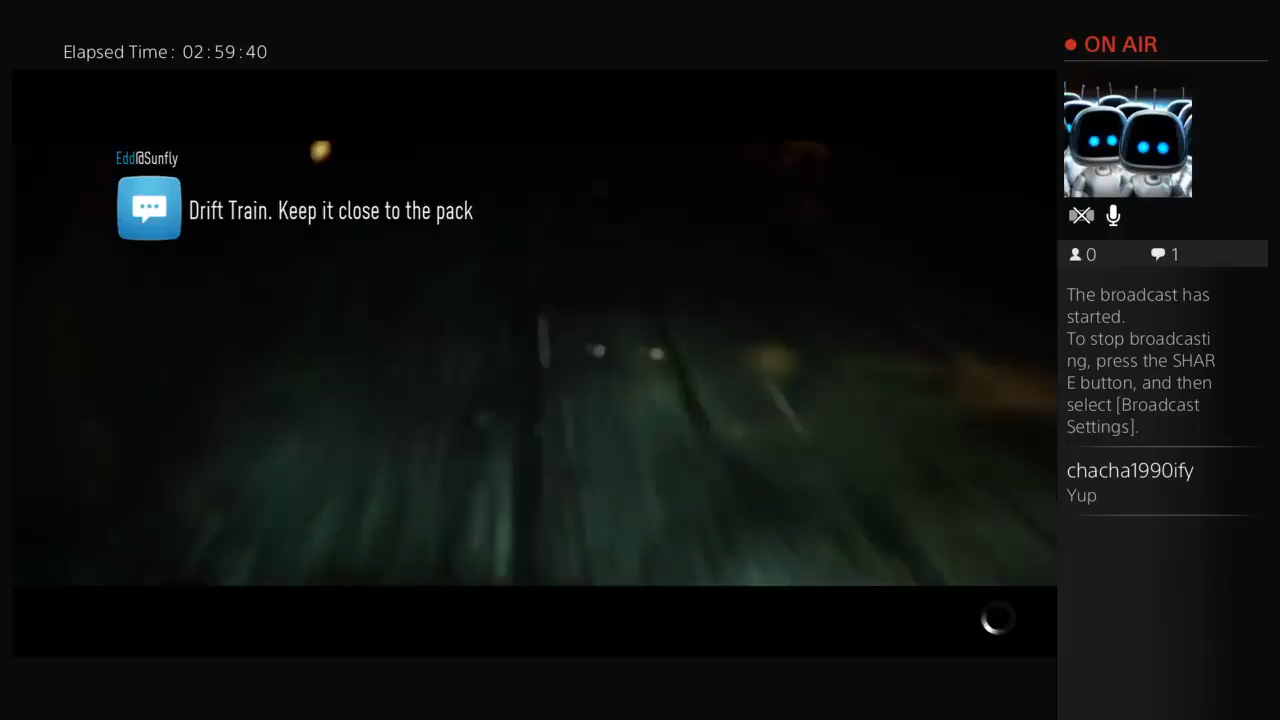 Elapsed Time: 02:59:40
ON AIR
Edd@Sunfly
Drift Train. Keep it close to the pack
0
1
The broadcast has
started.
To stop broadcasti
ng, press the SHAR
E button, and then
select [Broadcast
Settings].
chacha1990ify
Yup